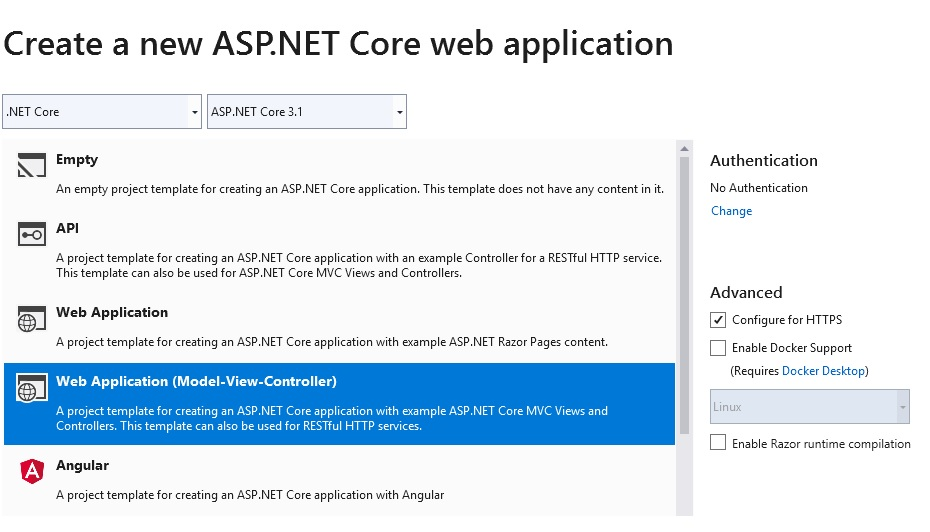 Create a new ASP.NET Core web application
.NET Core
ASP.NET Core 3.1
Empty
An empty project template for creating an ASP.NET Core application. This template does not have any content in it.
API
A project template for creating an ASP.NET Core application with an example Controller for a RESTful HTTP service.
This template can also be used for ASP.NET Core MVC Views and Controllers.
Web Application
A project template for creating an ASP.NET Core application with example ASP.NET Razor Pages content.
Web Application (Model-View-Controller)
A project template for creating an ASP.NET Core application with example ASP.NET Core MVC Views and
Controllers. This template can also be used for RESTful HTTP services.
Angular
A project template for creating an ASP.NET Core application with Angular
Authentication
No Authentication
Change
Advanced
Configure for HTTPS
Enable Docker Support
(Requires Docker Desktop)
Linux
Enable Razor runtime compilation